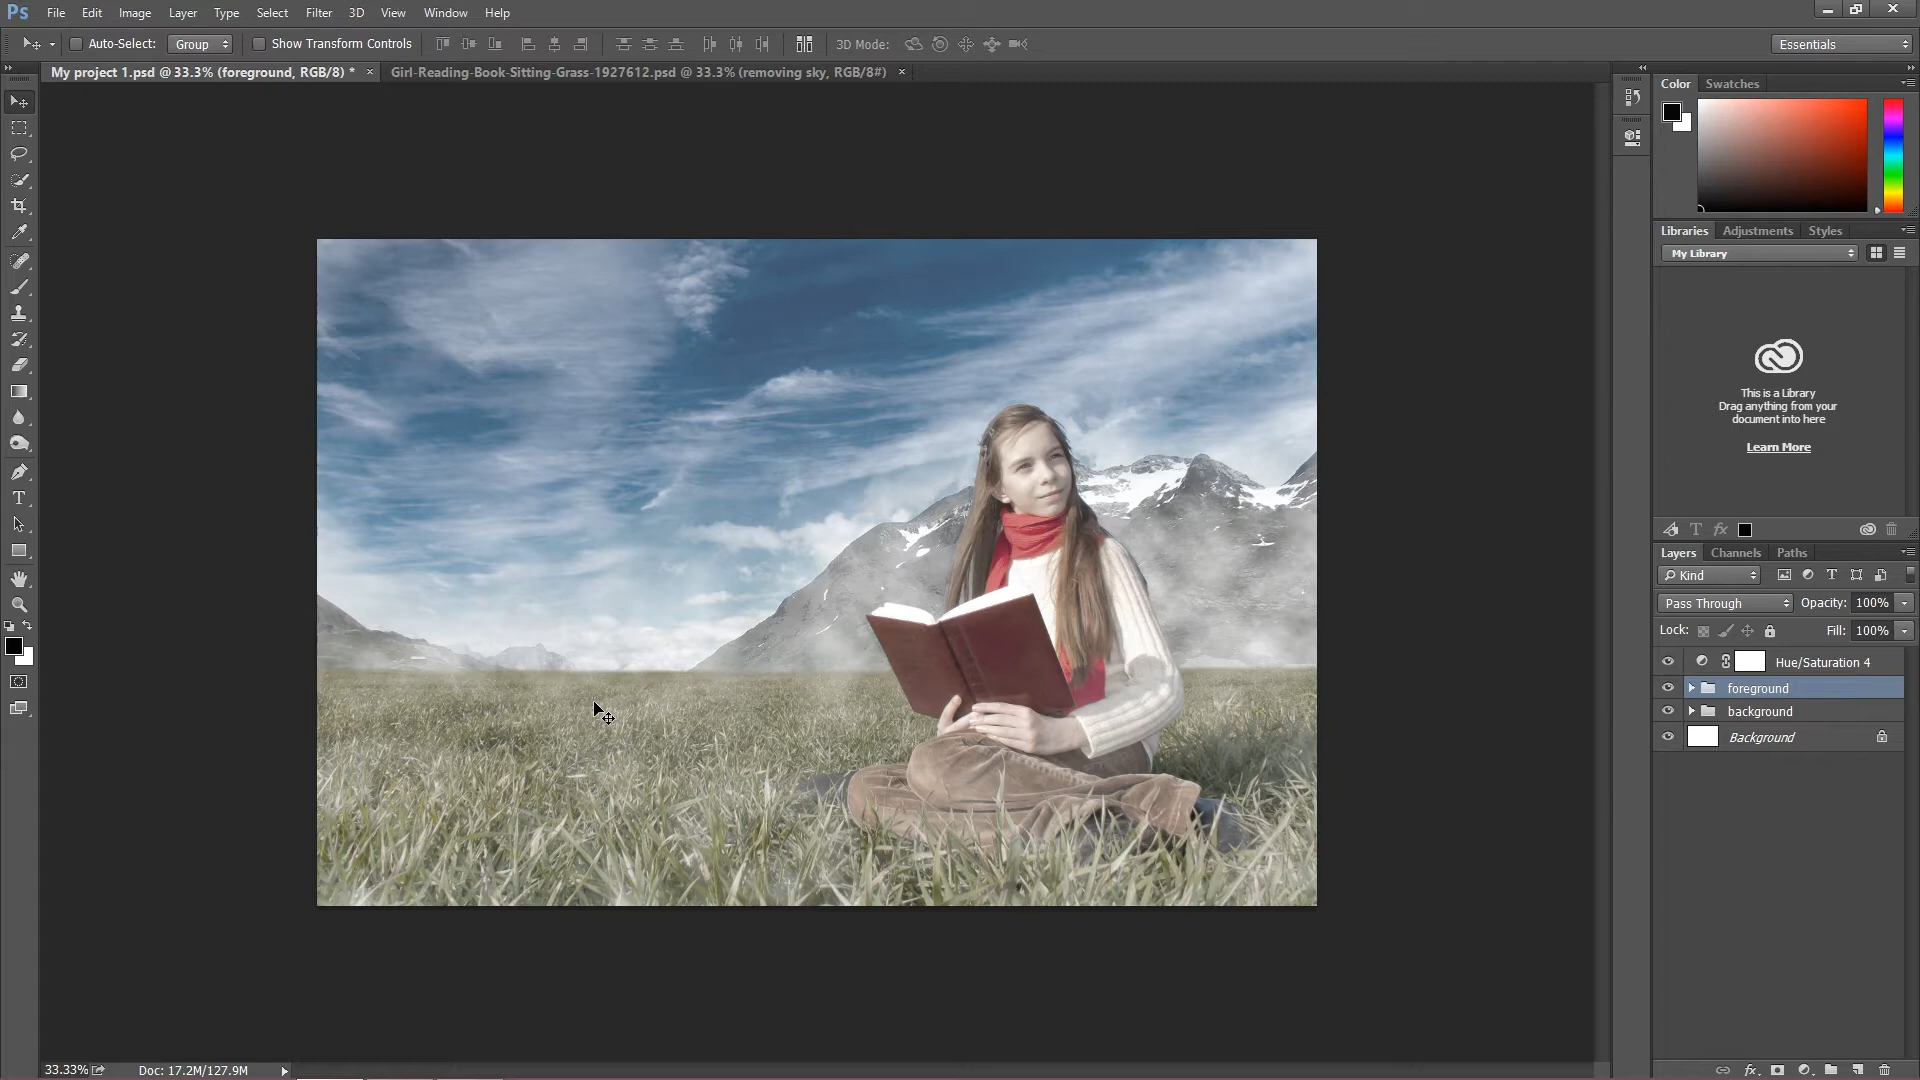 Ps File Edit Image Layer Type Select Filter 3D View Window Help
Auto-Select: Group Show Transform Controls 3D Mode: Essentials
My project 1.psd @ 33.3% (foreground, RGB/8) * × Girl-Reading-Book-Sitting-Grass-1927612.psd @ 33.3% (removing sky, RGB/8#) ×
Color Swatches
Libraries Adjustments Styles
My Library
This is a Library
Drag anything from your
document into here
Learn More
T fx
Layers Channels Paths
Kind T
Pass Through Opacity: 100%
Lock: Fill: 100%
Hue/Saturation 4
foreground
background
Background
33.33% Doc: 17.2M/127.9M fx